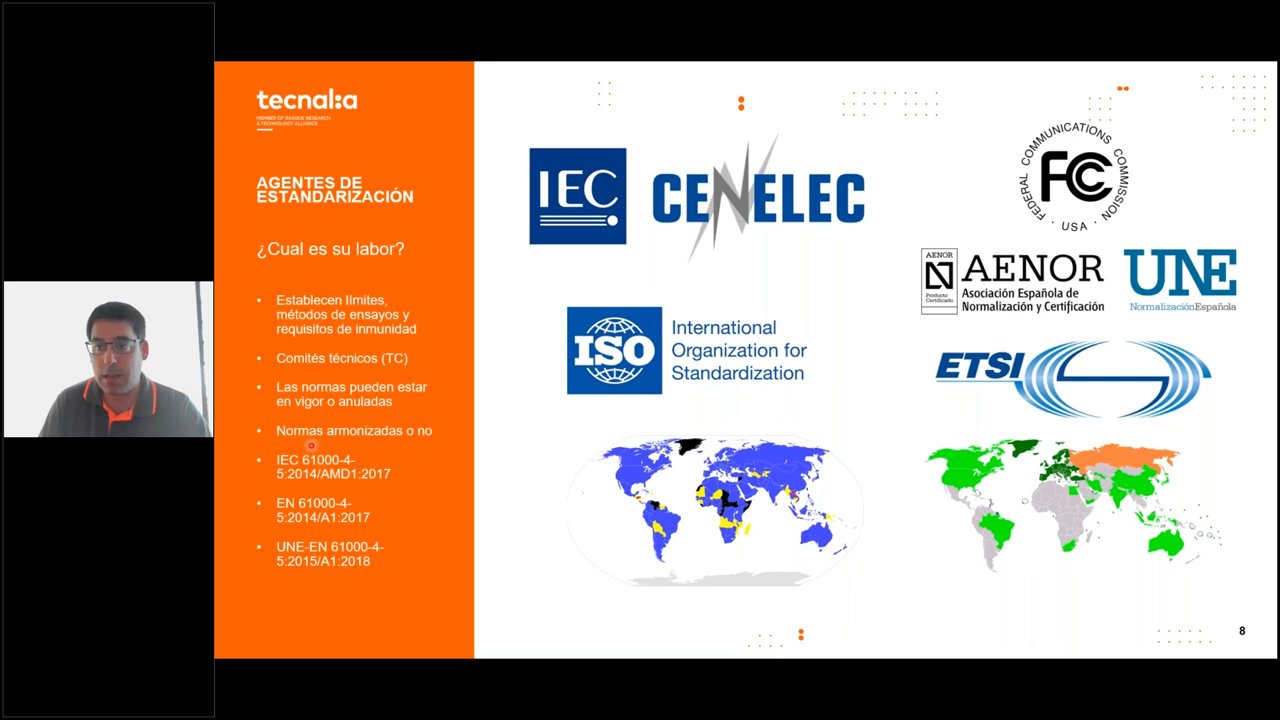 tecnal:a
MEMBER OF BASQUE RESEARCH
& TECHNOLOGY ALLIANCE
AGENTES DE
ESTANDARIZACIÓN
¿Cual es su labor?
• Establecen límites,
métodos de ensayos y
requisitos de inmunidad
• Comités técnicos (TC)
• Las normas pueden estar
en vigor o anuladas
• Normas armonizadas o no
• IEC 61000-4-
5:2014/AMD1:2017
• EN 61000-4-
5:2014/A1:2017
• UNE-EN 61000-4-
5:2015/A1:2018
IEC
CENELEC
FEDERAL COMMUNICATIONS COMMISSION
FCC
· USA ·
AENOR
Producto
Certificado
AENOR
Asociación Española de
Normalización y Certificación
UNE
NormalizaciónEspañola
ISO
International
Organization for
Standardization
ETSI
8